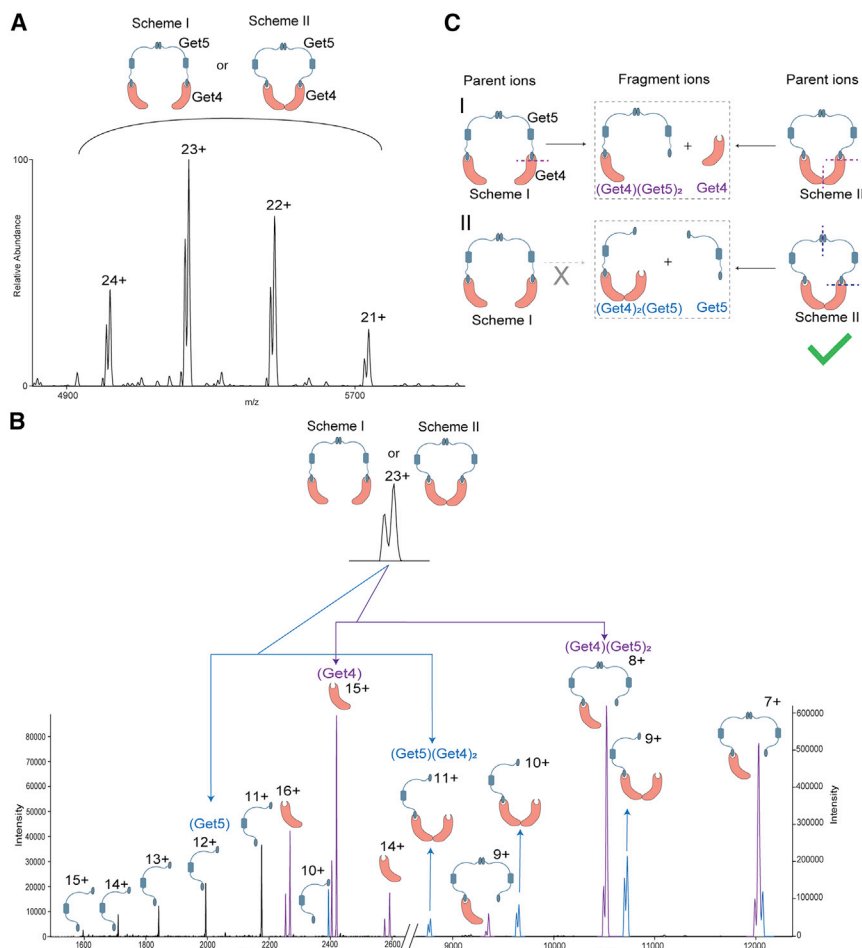 A
Scheme I
Scheme II
Get5
Get5
or
Get4
Get4
100
23+
22+
24+
21+
Relative Abundance
0
4900
5700
m/z
C
Parent ions
Fragment ions
Parent ions
I
Get5
+
Get4
Scheme I
(Get4)(Get5)₂
Get4
Scheme II
II
X
+
Scheme I
(Get4)₂(Get5)
Get5
Scheme II
B
Scheme I
Scheme II
or
23+
(Get4)(Get5)₂
(Get4)
15+
8+
7+
9+
(Get5)(Get4)₂
10+
11+
(Get5)
11+
16+
12+
13+
14+
9+
10+
15+
14+
Intensity
80000
70000
60000
50000
40000
30000
20000
10000
0
600000
500000
400000
300000
200000
100000
0
Intensity
1600
1800
2000
2200
2400
2600
9000
10000
11000
12000